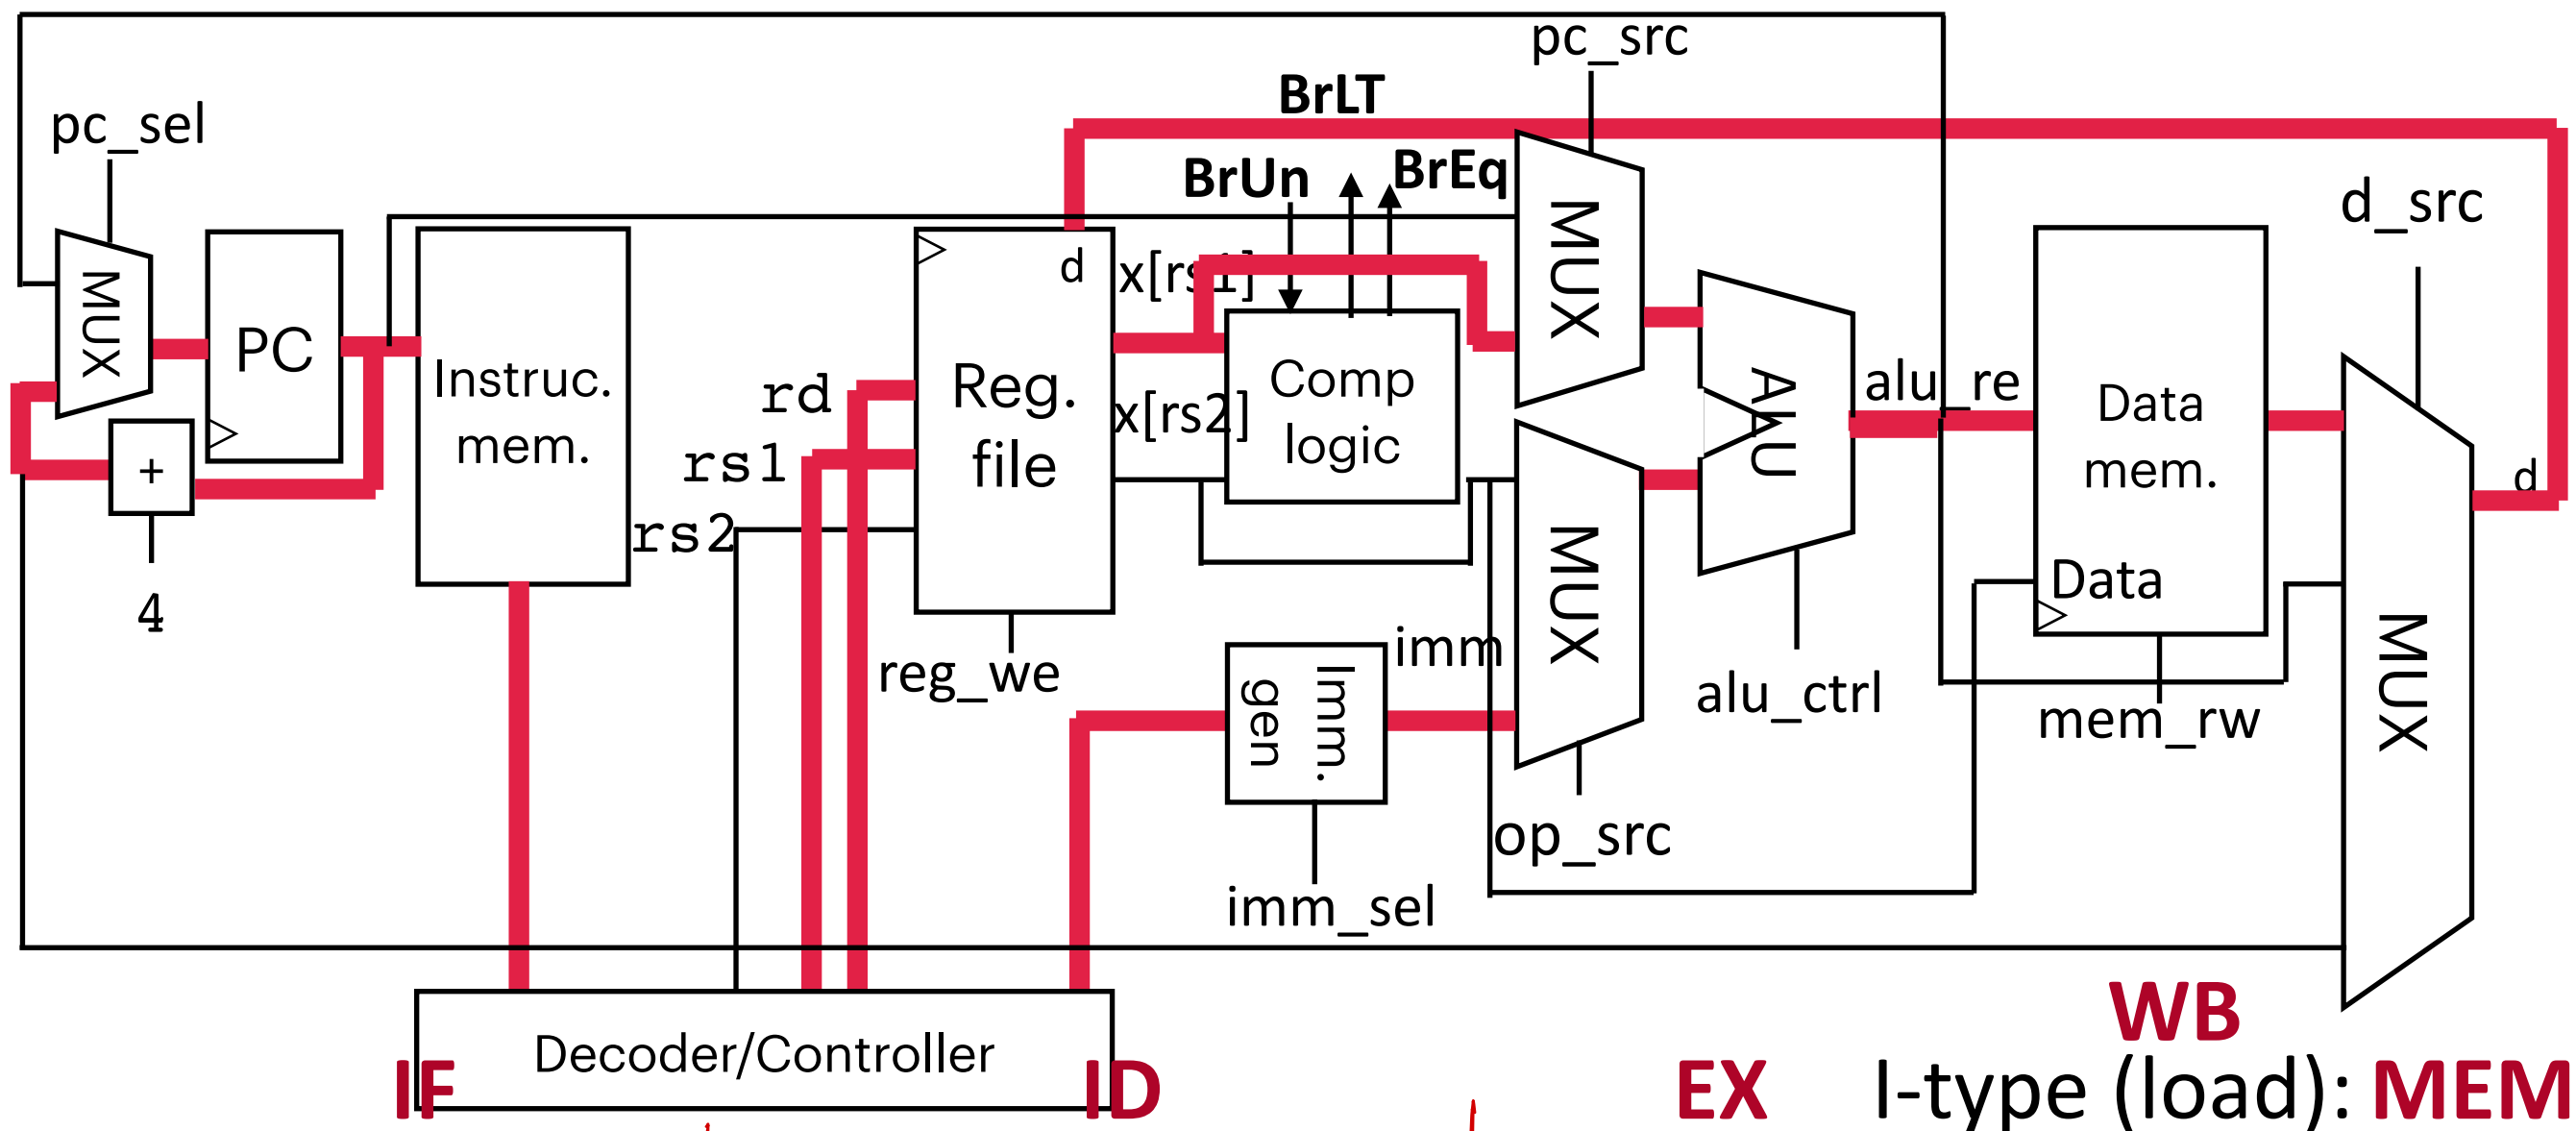 pc_src
BrLT
pc_sel
BrUn
BrEq
d_src
MUX
PC
Instruc.
mem.
+
4
rd
rs1
rs2
d
Reg.
file
reg_we
x[rs1]
x[rs2]
Comp
logic
MUX
MUX
ALU
alu_re
alu_ctrl
Imm.
gen
imm
imm_sel
op_src
Data
mem.
Data
mem_rw
MUX
d
Decoder/Controller
IF
ID
EX
I-type (load):
WB
MEM